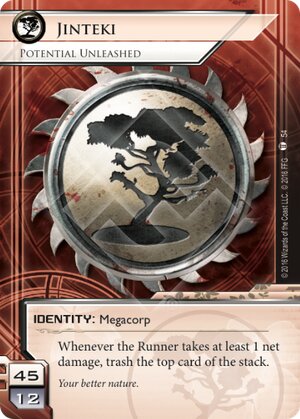 JINTEKI
POTENTIAL UNLEASHED
© 2016 Wizards of the Coast LLC. © 2016 FFG 54
IDENTITY: Megacorp
Whenever the Runner takes at least 1 net
damage, trash the top card of the stack.
Your better nature.
45
12